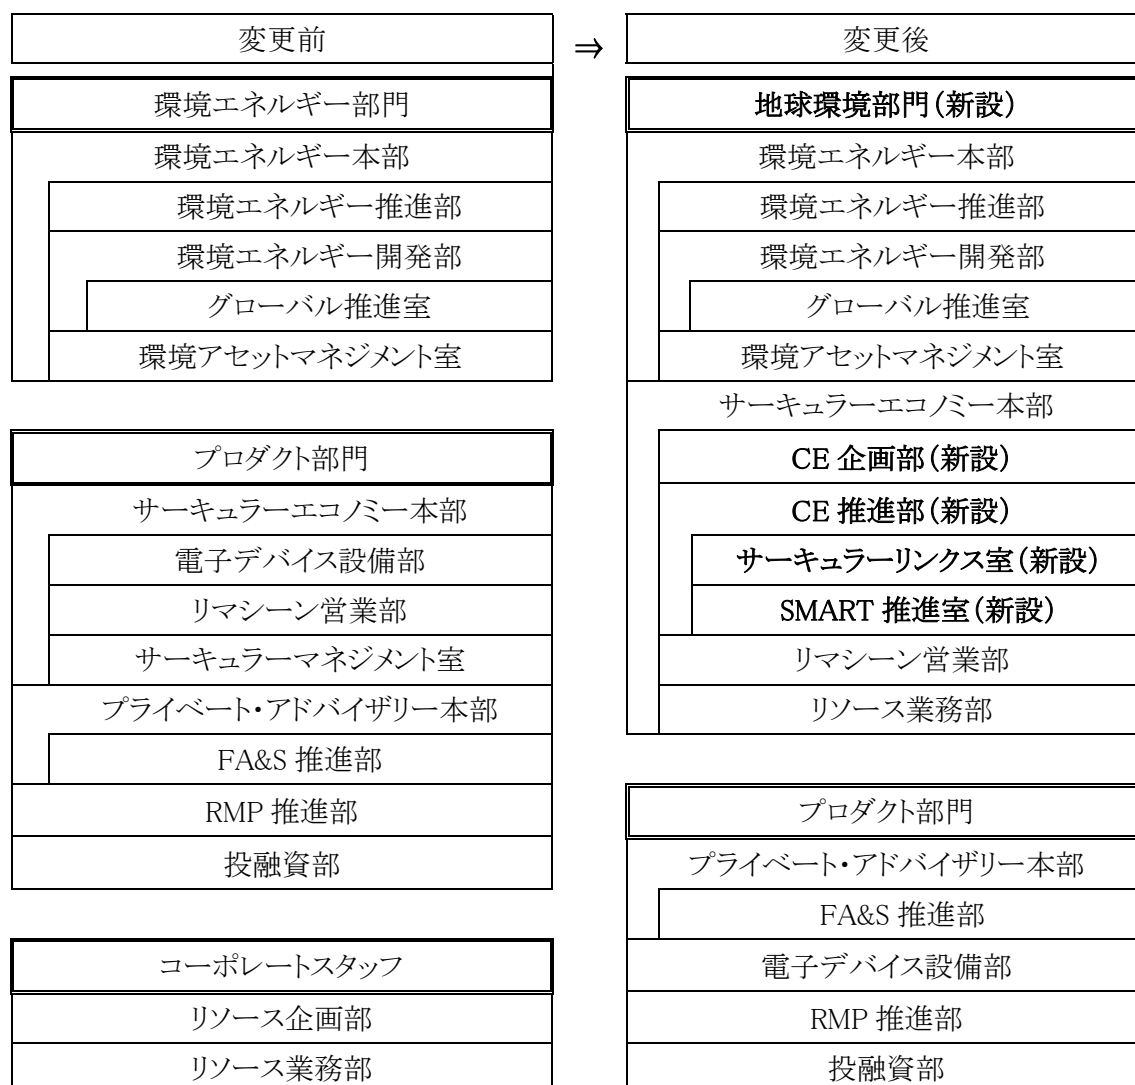 変更前
⇒
変更後
環境エネルギー部門
環境エネルギー本部
環境エネルギー推進部
環境エネルギー開発部
グローバル推進室
環境アセットマネジメント室
プロダクト部門
サーキュラーエコノミー本部
電子デバイス設備部
リマシーン営業部
サーキュラーマネジメント室
プライベート・アドバイザリー本部
FA&S 推進部
RMP 推進部
投融資部
コーポレートスタッフ
リソース企画部
リソース業務部
地球環境部門(新設)
環境エネルギー本部
環境エネルギー推進部
環境エネルギー開発部
グローバル推進室
環境アセットマネジメント室
サーキュラーエコノミー本部
CE 企画部(新設)
CE 推進部(新設)
サーキュラーリンクス室(新設)
SMART 推進室(新設)
リマシーン営業部
リソース業務部
プロダクト部門
プライベート・アドバイザリー本部
FA&S 推進部
電子デバイス設備部
RMP 推進部
投融資部